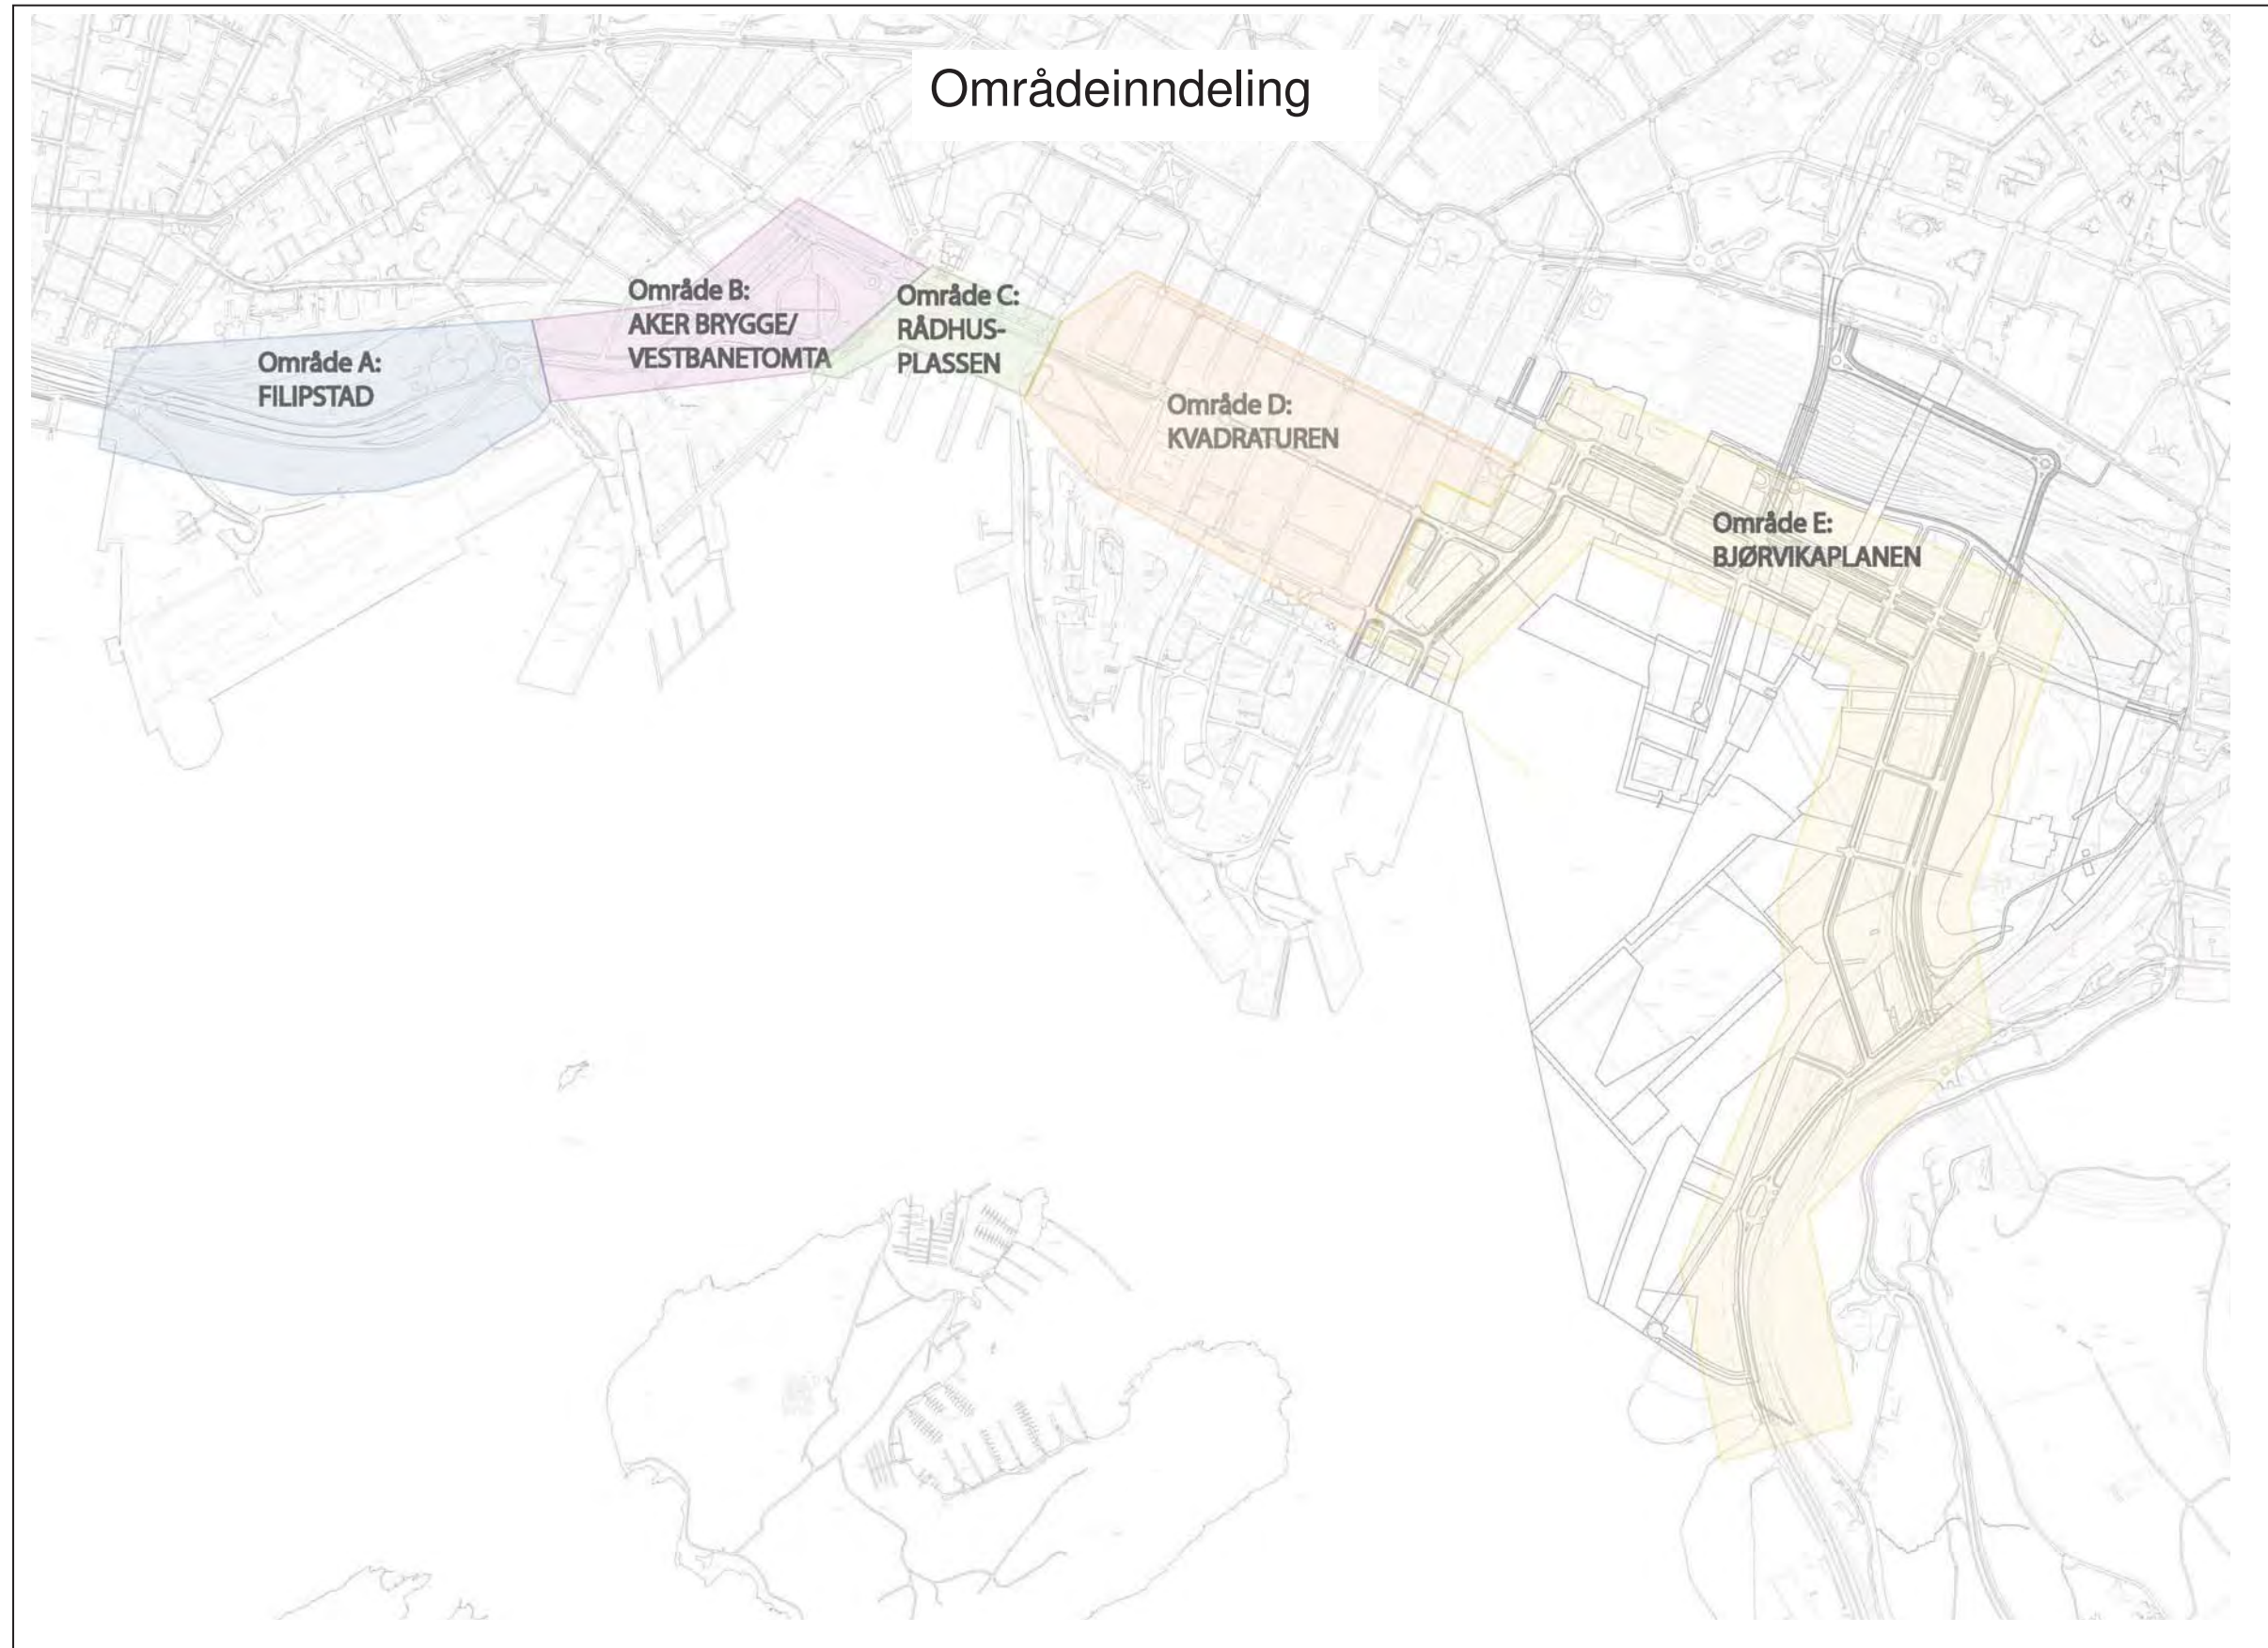 Områdeinndeling
Område A:
FILIPSTAD
Område B:
AKER BRYGGE/
VESTBANETOMTA
Område C:
RÅDHUS-
PLASSEN
Område D:
KVADRATUREN
Område E:
BJØRVIKAPLANEN